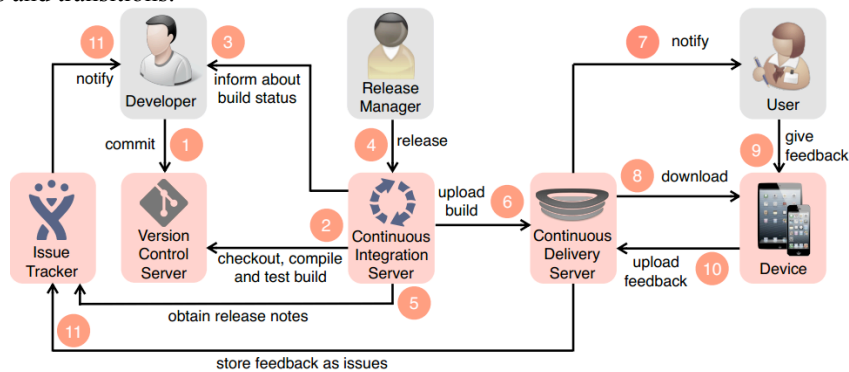 and transitions.
11
3
7
notify
notify
inform about
build status
Developer
Release
Manager
User
commit
1
4
release
9
give
feedback
8
download
upload
build
6
2
Issue
Tracker
Version
Control
Server
checkout, compile
and test build
Continuous
Integration
Server
Continuous
Delivery
Server
upload
feedback
10
Device
5
obtain release notes
11
store feedback as issues